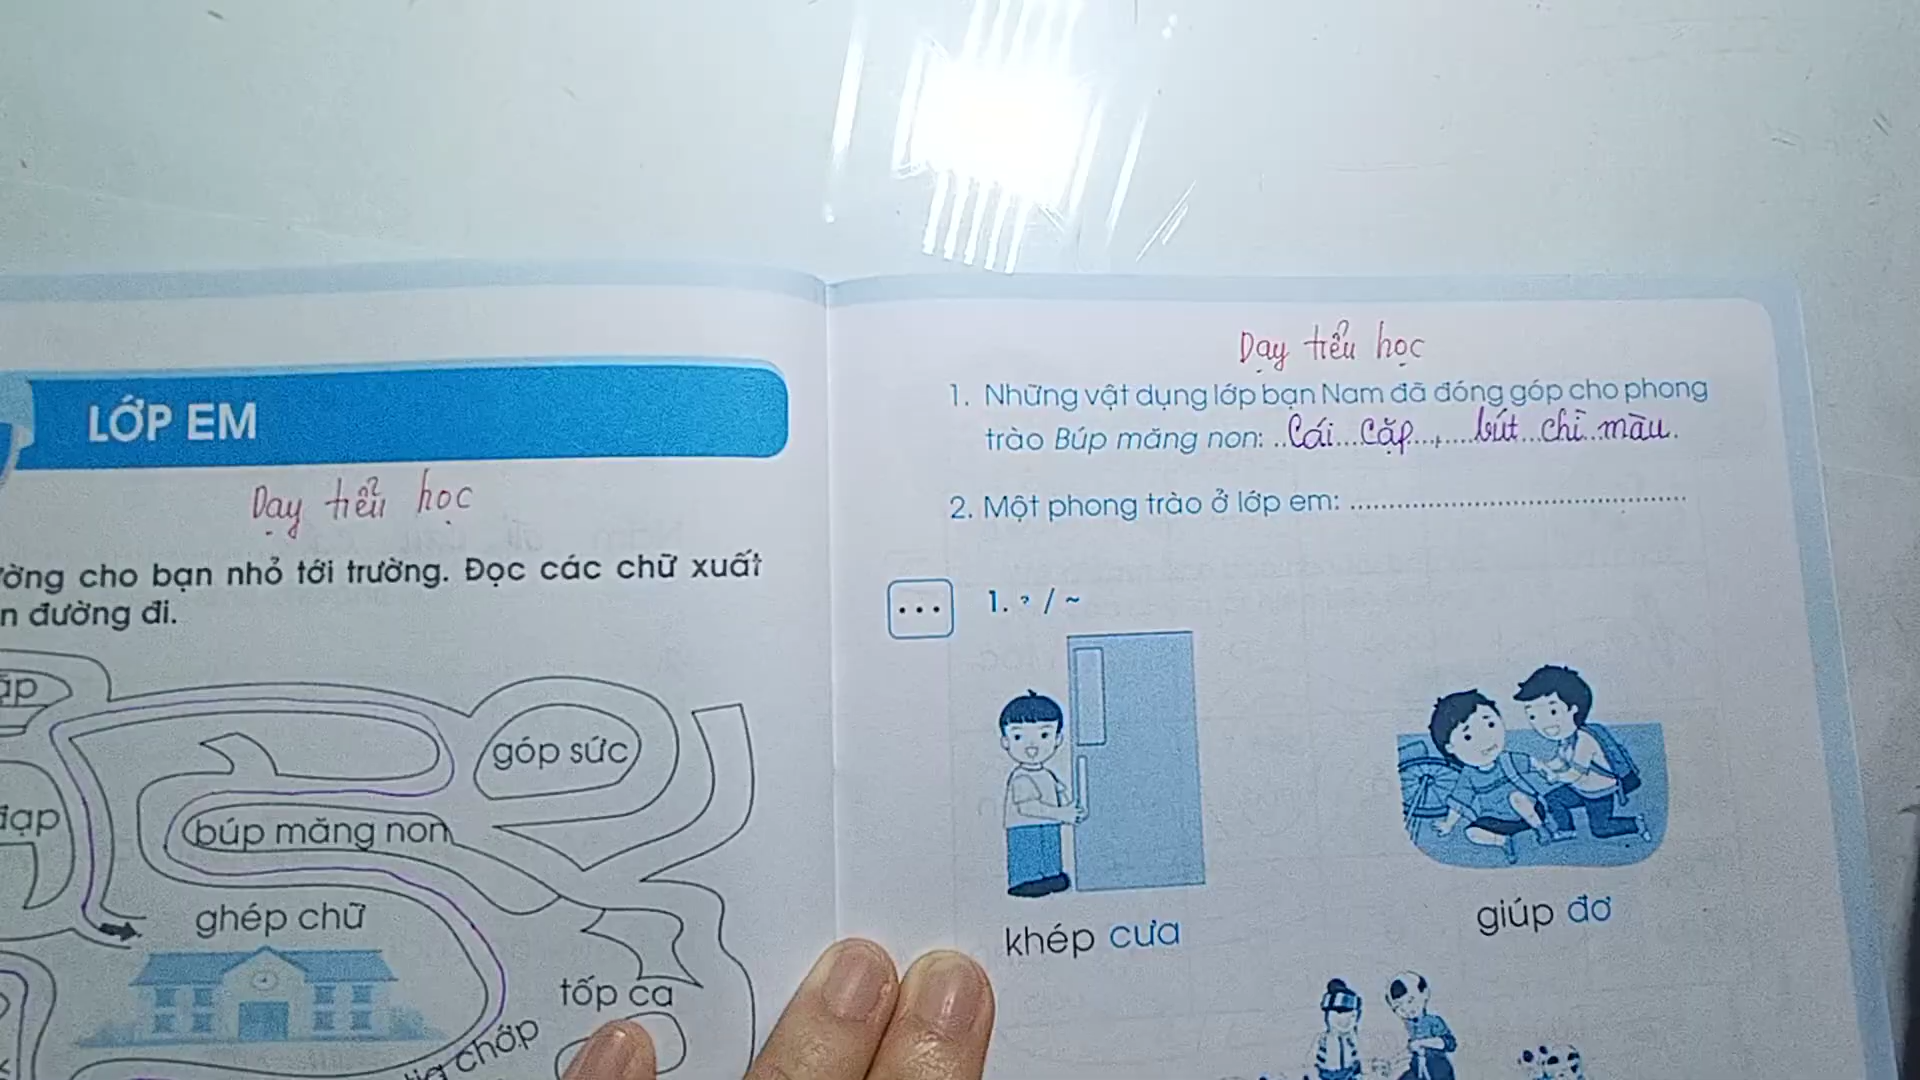 LỚP EM
Dạy tiểu học
cho bạn nhỏ tới trường. Đọc các chữ xuất
đường đi.
góp sức
búp măng non
ghép chữ
tốp ca
chớp
Dạy tiểu học
1. Những vật dụng lớp bạn Nam đã đóng góp cho phong
trào Búp măng non: ..Cái...cặp...,....bút...chì...màu.
2. Một phong trào ở lớp em: ..........................................
... 1. ̉ / ~
khép cưa
giúp đơ